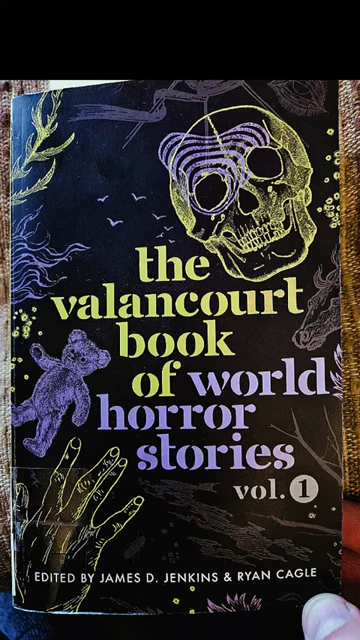 the
valancourt
book
of world
horror
stories
vol. 1
EDITED BY JAMES D. JENKINS & RYAN CAGLE